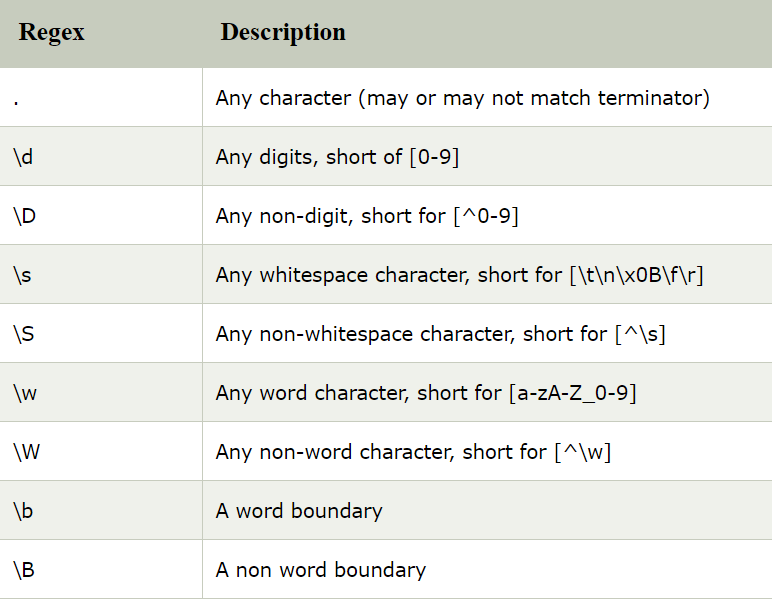 Regex Description
. Any character (may or may not match terminator)
\d Any digits, short of [0-9]
\D Any non-digit, short for [^0-9]
\s Any whitespace character, short for [\t\n\x0B\f\r]
\S Any non-whitespace character, short for [^\s]
\w Any word character, short for [a-zA-Z_0-9]
\W Any non-word character, short for [^\w]
\b A word boundary
\B A non word boundary